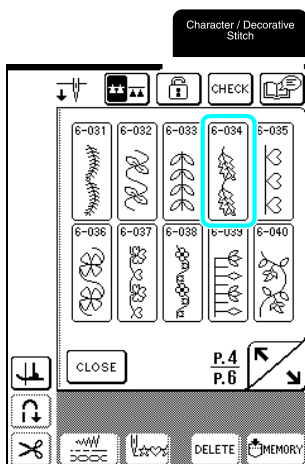 Character / Decorative
Stitch
CHECK
6-031 6-032 6-033 6-034 6-035
6-036 6-037 6-038 6-039 6-040
CLOSE
P. 4
P. 6
DELETE MEMORY